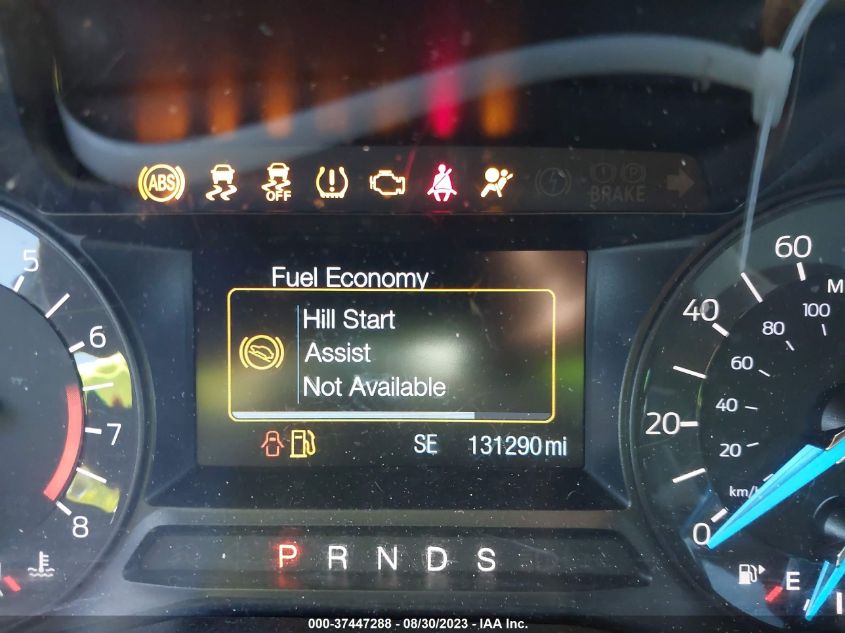 ABS
OFF
BRAKE
5
6
7
8
Fuel Economy
Hill Start
Assist
Not Available
SE 131290 mi
P R N D S
60
40
20
0
M
100
80
60
40
20
km/
E
000-37447288 - 08/30/2023 - IAA Inc.